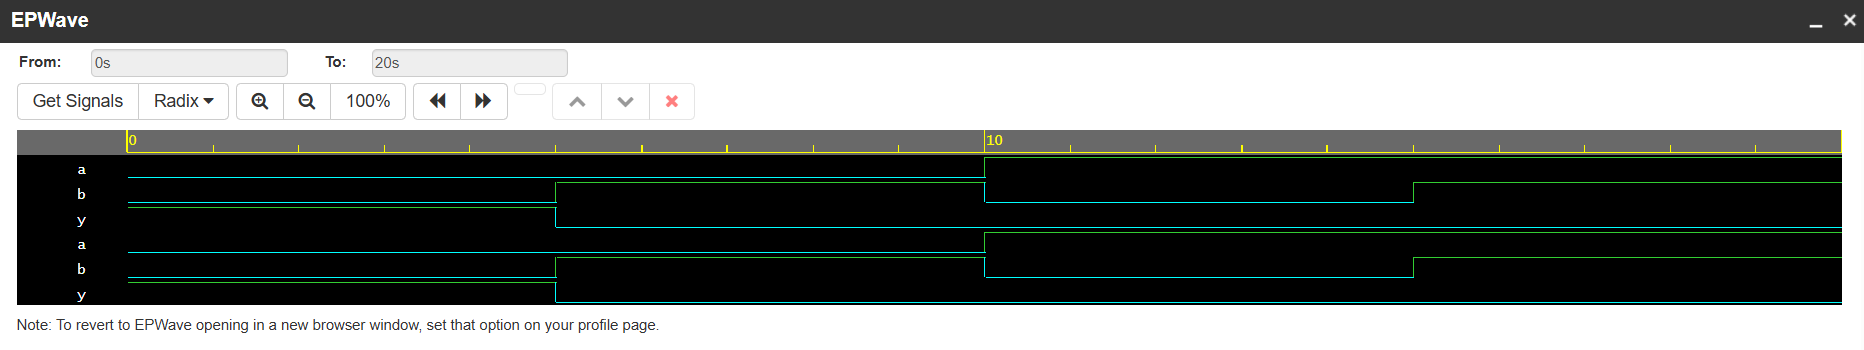 EPWave
From: 0s To: 20s
Get Signals Radix 100%
0 10
a
b
y
a
b
y
Note: To revert to EPWave opening in a new browser window, set that option on your profile page.